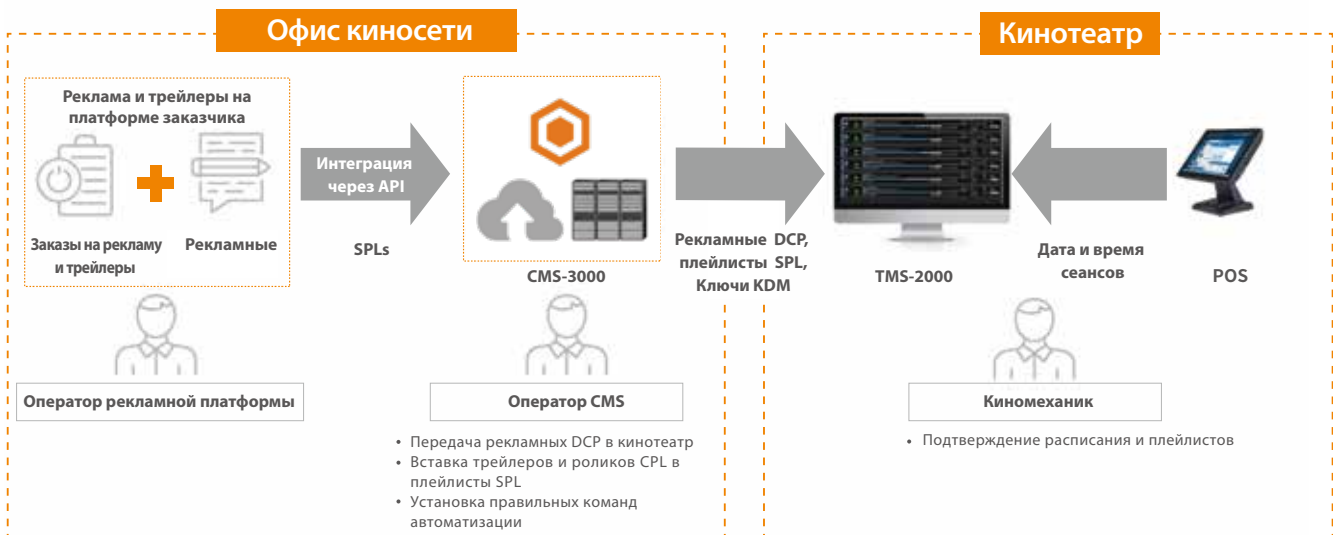 Офис киносети
Кинотеатр
Реклама и трейлеры на
платформе заказчика
Заказы на рекламу
и трейлеры
Рекламные
Интеграция
через API
SPLs
CMS-3000
Рекламные DCP,
плейлисты SPL,
Ключи KDM
TMS-2000
Дата и время
сеансов
POS
Оператор рекламной платформы
Оператор CMS
• Передача рекламных DCP в кинотеатр
• Вставка трейлеров и роликов CPL в
плейлисты SPL
• Установка правильных команд
автоматизации
Киномеханик
• Подтверждение расписания и плейлистов